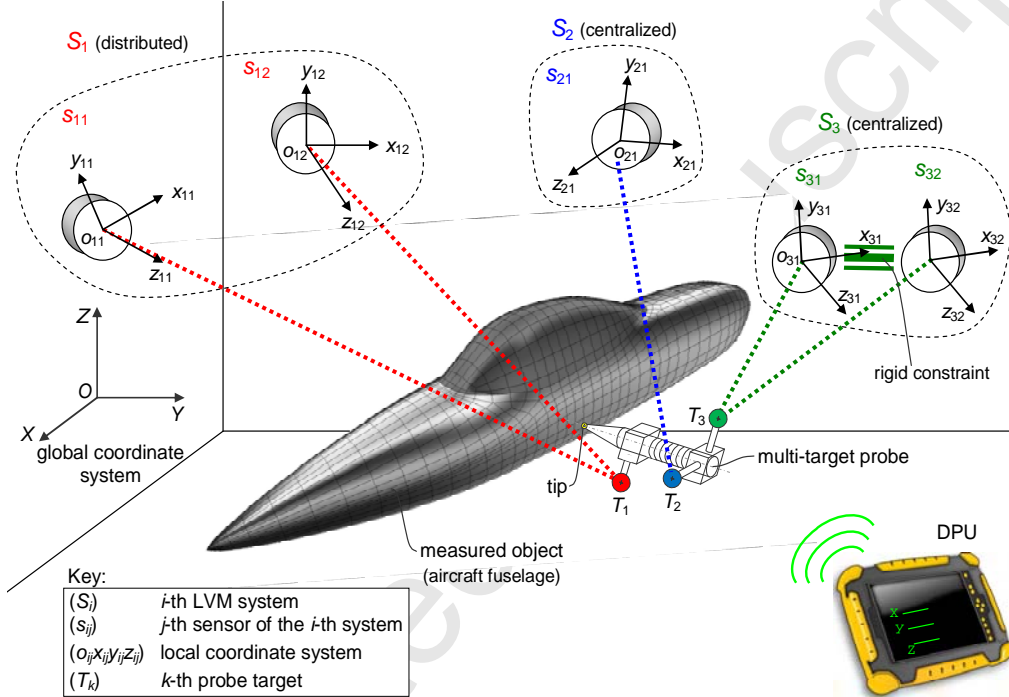 S1 (distributed)
S2 (centralized)
s12
y12
s21
y21
s11
S3 (centralized)
o12
x12
o21
y11
x11
x21
s31
s32
z21
z12
y31
y32
o11
x31
x32
z11
o31
z31
z32
Z
rigid constraint
O
Y
X
T3
global coordinate
system
multi-target probe
tip
T1
T2
DPU
measured object
(aircraft fuselage)
Key:
(Si) i-th LVM system
(sij) j-th sensor of the i-th system
(oijxijyijzij) local coordinate system
(Tk) k-th probe target
X
Y
Z